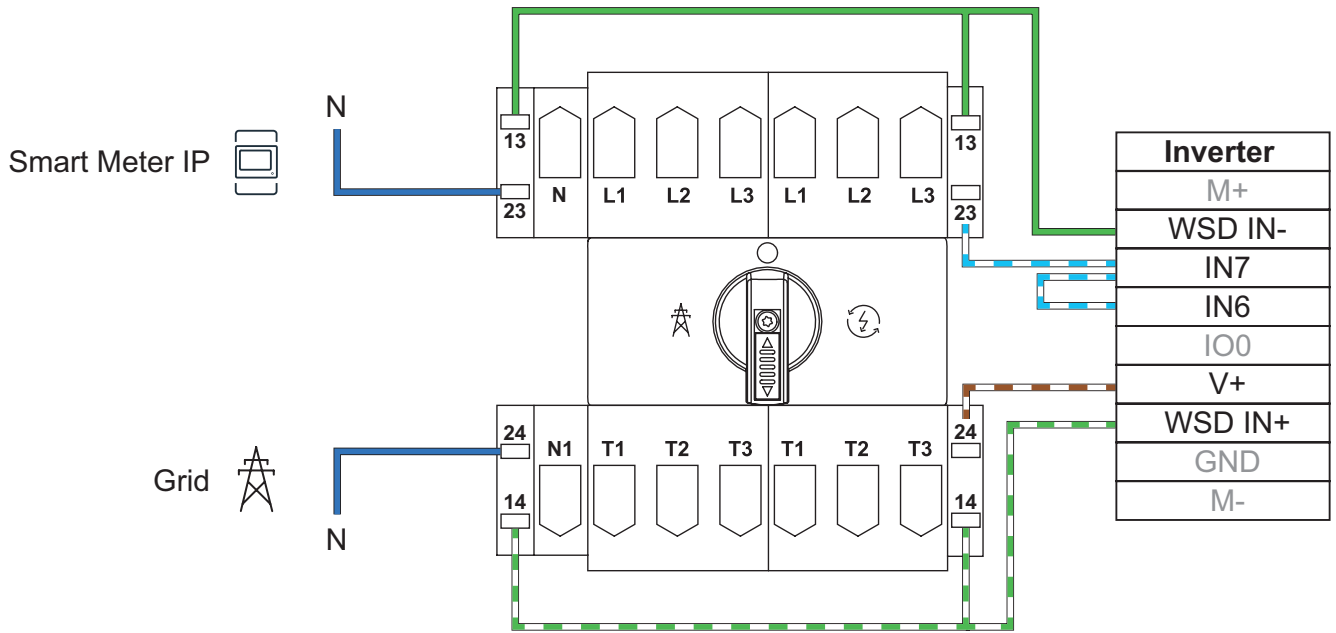 N
Smart Meter IP
13
23
N L1 L2 L3 L1 L2 L3
13
23
Inverter
M+
WSD IN-
IN7
IN6
IO0
V+
WSD IN+
GND
M-
Grid
N
24
14
N1 T1 T2 T3 T1 T2 T3
24
14